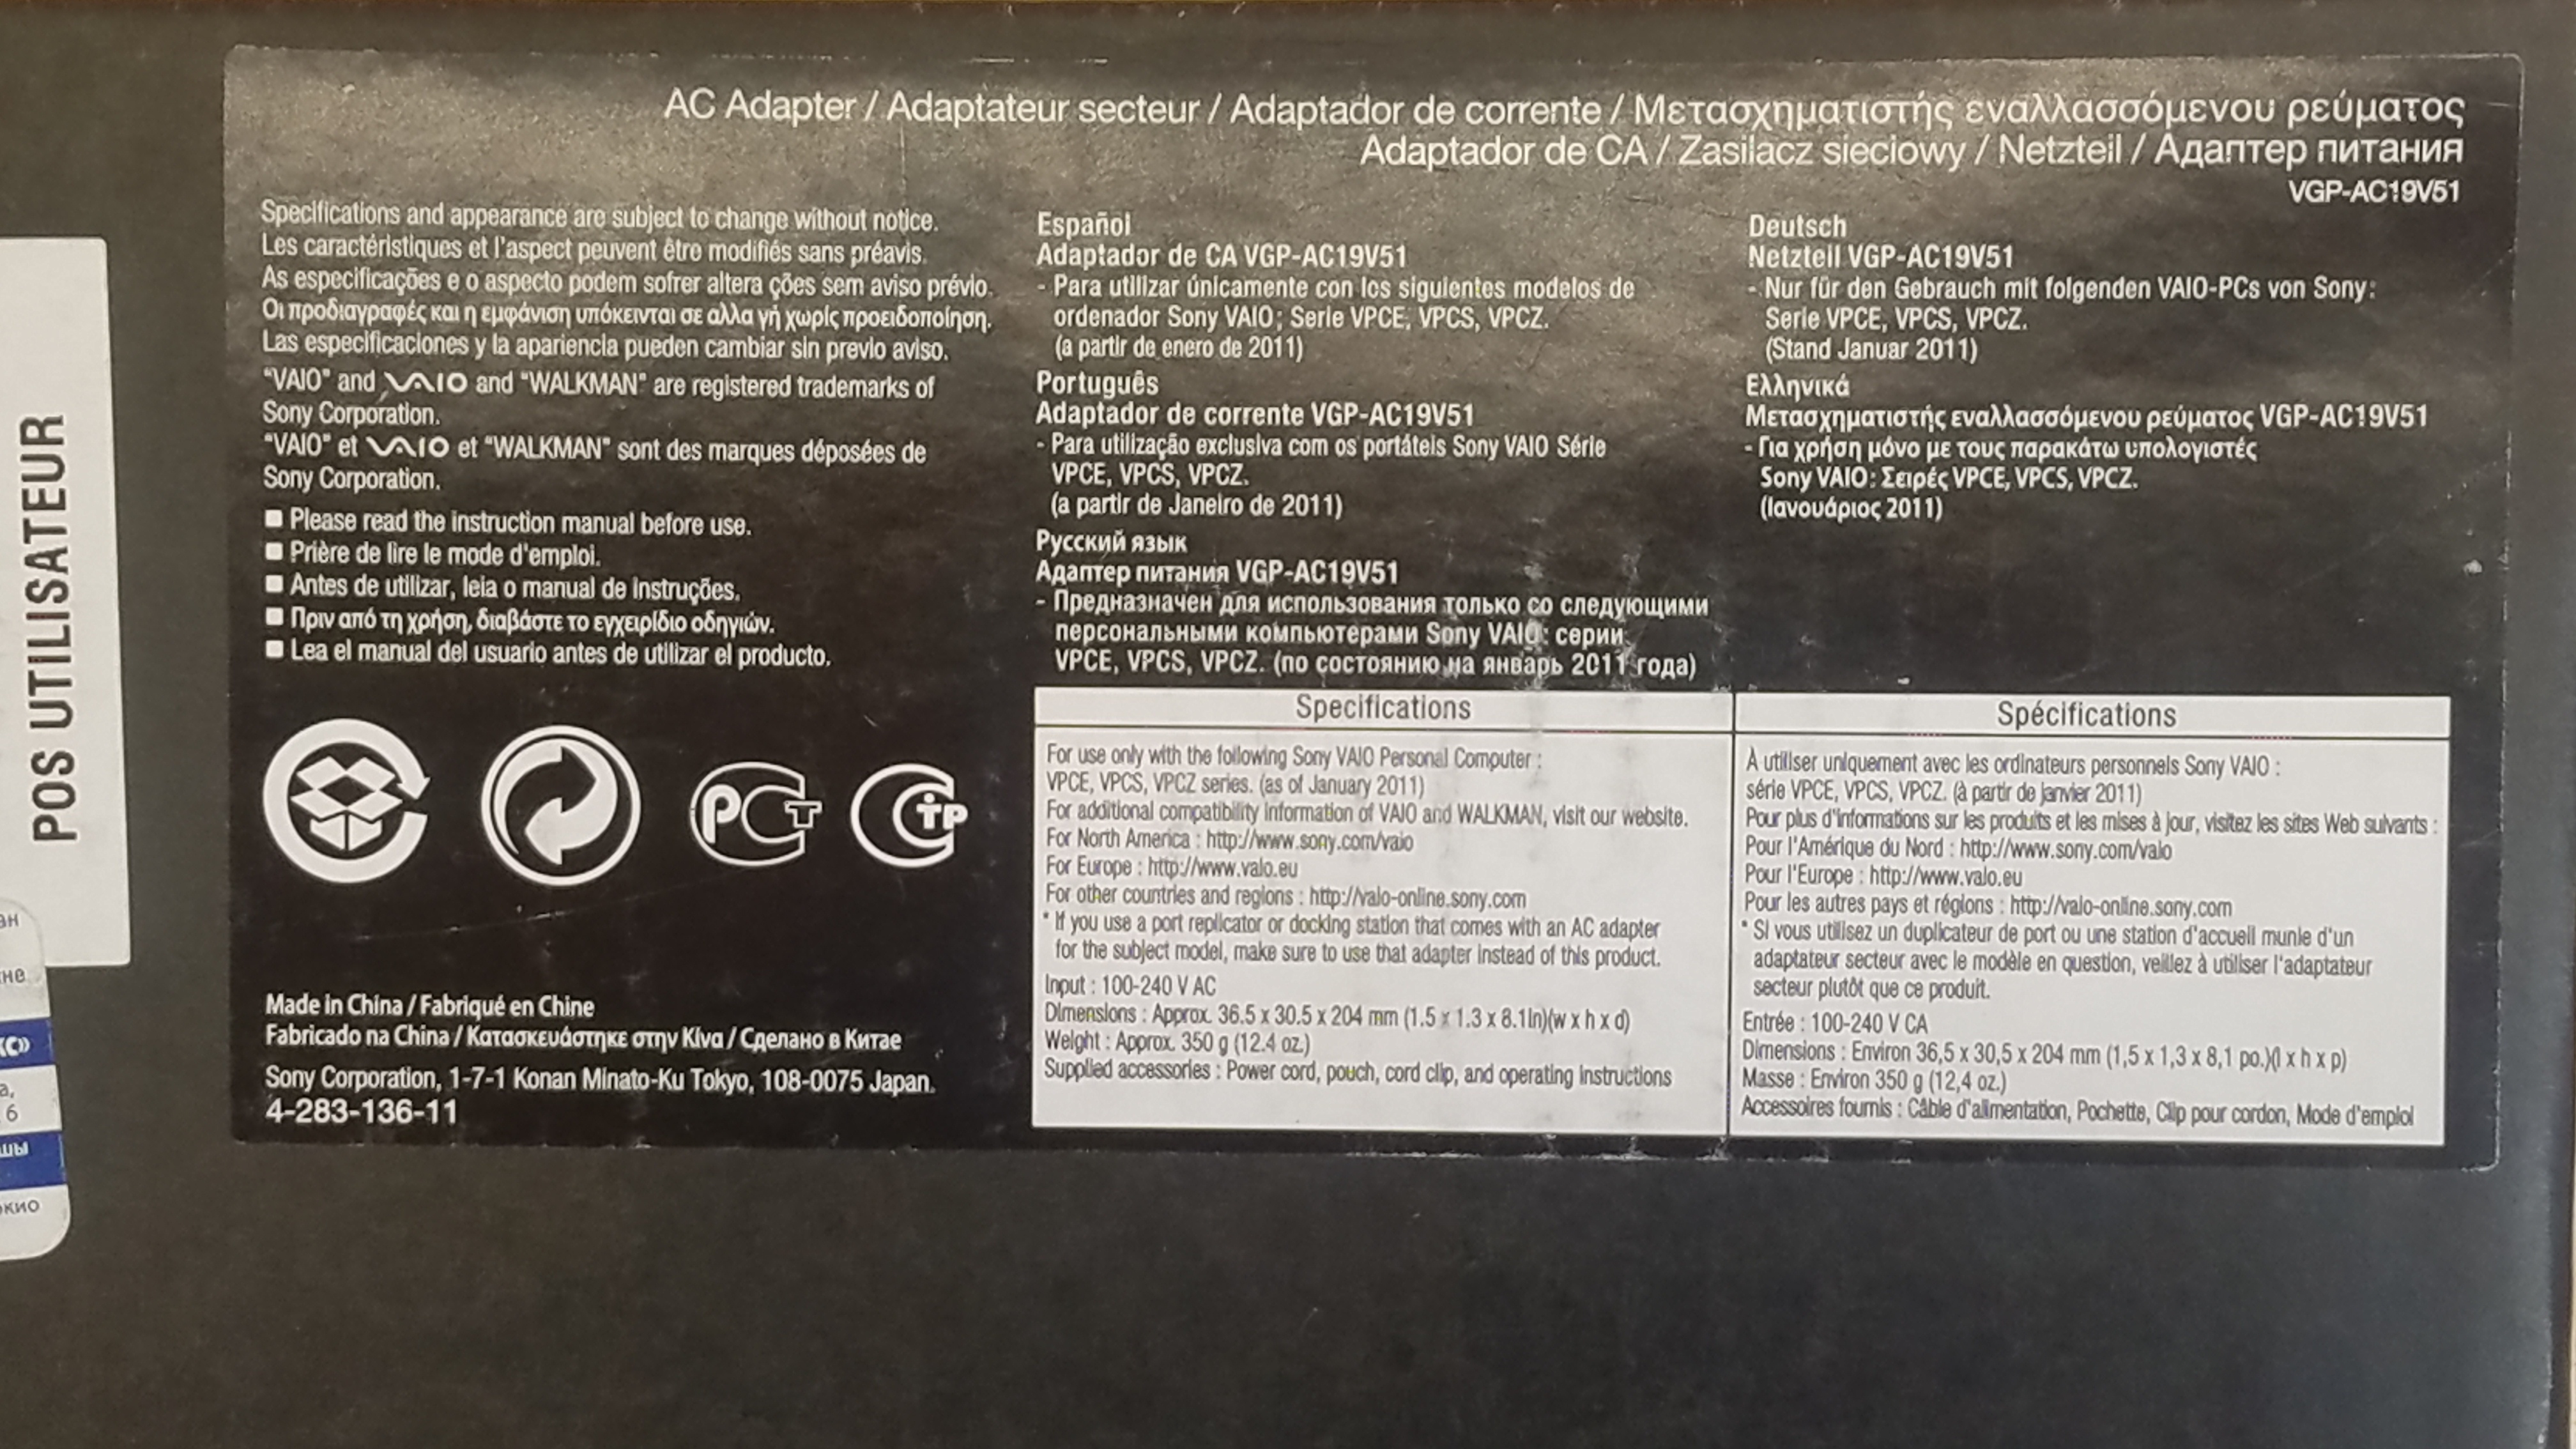 AC Adapter / Adaptateur secteur / Adaptador de corrente / Μετασχηματιστής εναλλασσόμενου ρεύματος
Adaptador de CA / Zasilacz sieciowy / Netzteil / Адаптер питания
VGP-AC19V51
Specifications and appearance are subject to change without notice.
Les caractéristiques et l'aspect peuvent être modifiés sans préavis.
As especificações e o aspecto podem sofrer altera ções sem aviso prévio.
Οι προδιαγραφές και η εμφάνιση υπόκεινται σε αλλα γή χωρίς προειδοποίηση.
Las especificaciones y la apariencia pueden cambiar sin previo aviso.
"VAIO" and VAIO and "WALKMAN" are registered trademarks of
Sony Corporation.
"VAIO" et VAIO et "WALKMAN" sont des marques déposées de
Sony Corporation.
Please read the instruction manual before use.
Prière de lire le mode d'emploi.
Antes de utilizar, leia o manual de instruções.
Πριν από τη χρήση, διαβάστε το εγχειρίδιο οδηγιών.
Lea el manual del usuario antes de utilizar el producto.
PCT
Made in China / Fabriqué en Chine
Fabricado na China / Κατασκευάστηκε στην Κίνα / Сделано в Китае
Sony Corporation, 1-7-1 Konan Minato-Ku Tokyo, 108-0075 Japan.
4-283-136-11
Español
Adaptador de CA VGP-AC19V51
- Para utilizar únicamente con los siguientes modelos de
ordenador Sony VAIO; Serie VPCE, VPCS, VPCZ.
(a partir de enero de 2011)
Português
Adaptador de corrente VGP-AC19V51
- Para utilização exclusiva com os portáteis Sony VAIO Série
VPCE, VPCS, VPCZ.
(a partir de Janeiro de 2011)
Русский язык
Адаптер питания VGP-AC19V51
- Предназначен для использования только со следующими
персональными компьютерами Sony VAIO: серии
VPCE, VPCS, VPCZ. (по состоянию на январь 2011 года)
Deutsch
Netzteil VGP-AC19V51
- Nur für den Gebrauch mit folgenden VAIO-PCs von Sony:
Serie VPCE, VPCS, VPCZ.
(Stand Januar 2011)
Ελληνικά
Μετασχηματιστής εναλλασσόμενου ρεύματος VGP-AC19V51
- Για χρήση μόνο με τους παρακάτω υπολογιστές
Sony VAIO: Σειρές VPCE, VPCS, VPCZ.
(Ιανουάριος 2011)
Specifications
For use only with the following Sony VAIO Personal Computer :
VPCE, VPCS, VPCZ series. (as of January 2011)
For additional compatibility information of VAIO and WALKMAN, visit our website.
For North America : http://www.sony.com/vaio
For Europe : http://www.vaio.eu
For other countries and regions : http://vaio-online.sony.com
* If you use a port replicator or docking station that comes with an AC adapter
for the subject model, make sure to use that adapter instead of this product.
Input : 100-240 V AC
Dimensions : Approx. 36.5 x 30.5 x 204 mm (1.5 x 1.3 x 8.1in)(w x h x d)
Weight : Approx. 350 g (12.4 oz.)
Supplied accessories : Power cord, pouch, cord clip, and operating instructions
Spécifications
À utiliser uniquement avec les ordinateurs personnels Sony VAIO :
série VPCE, VPCS, VPCZ. (à partir de janvier 2011)
Pour plus d'informations sur les produits et les mises à jour, visitez les sites Web suivants :
Pour l'Amérique du Nord : http://www.sony.com/vaio
Pour l'Europe : http://www.vaio.eu
Pour les autres pays et régions : http://vaio-online.sony.com
* Si vous utilisez un duplicateur de port ou une station d'accueil munie d'un
adaptateur secteur avec le modèle en question, veillez à utiliser l'adaptateur
secteur plutôt que ce produit.
Entrée : 100-240 V CA
Dimensions : Environ 36,5 x 30,5 x 204 mm (1,5 x 1,3 x 8,1 po.)(l x h x p)
Masse : Environ 350 g (12,4 oz.)
Accessoires fournis : Câble d'alimentation, Pochette, Clip pour cordon, Mode d'emploi
POS UTILISATEUR